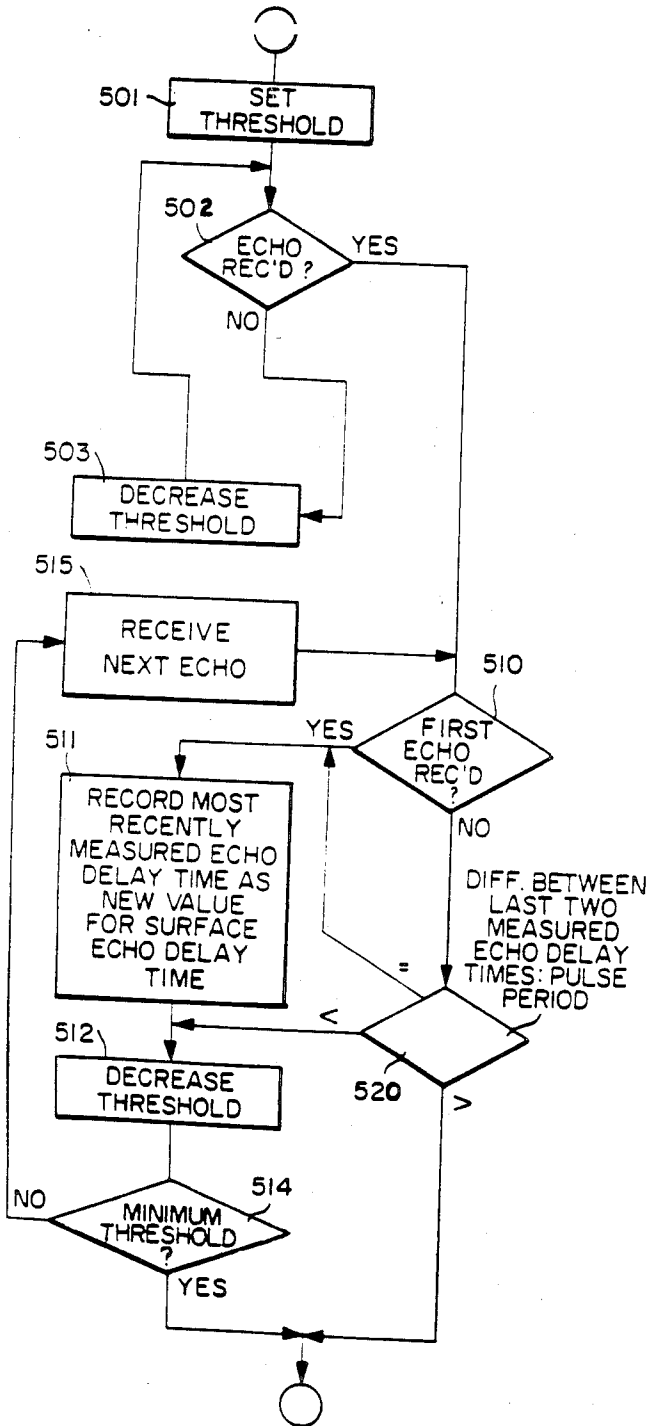 501
SET
THRESHOLD
502
ECHO
REC'D ?
YES
NO
503
DECREASE
THRESHOLD
515
RECEIVE
NEXT ECHO
510
FIRST
ECHO
REC'D
?
YES
NO
511
RECORD MOST
RECENTLY
MEASURED ECHO
DELAY TIME AS
NEW VALUE
FOR SURFACE
ECHO DELAY
TIME
DIFF. BETWEEN
LAST TWO
MEASURED
ECHO DELAY
TIMES: PULSE
PERIOD
=
<
520
>
512
DECREASE
THRESHOLD
514
MINIMUM
THRESHOLD
?
NO
YES